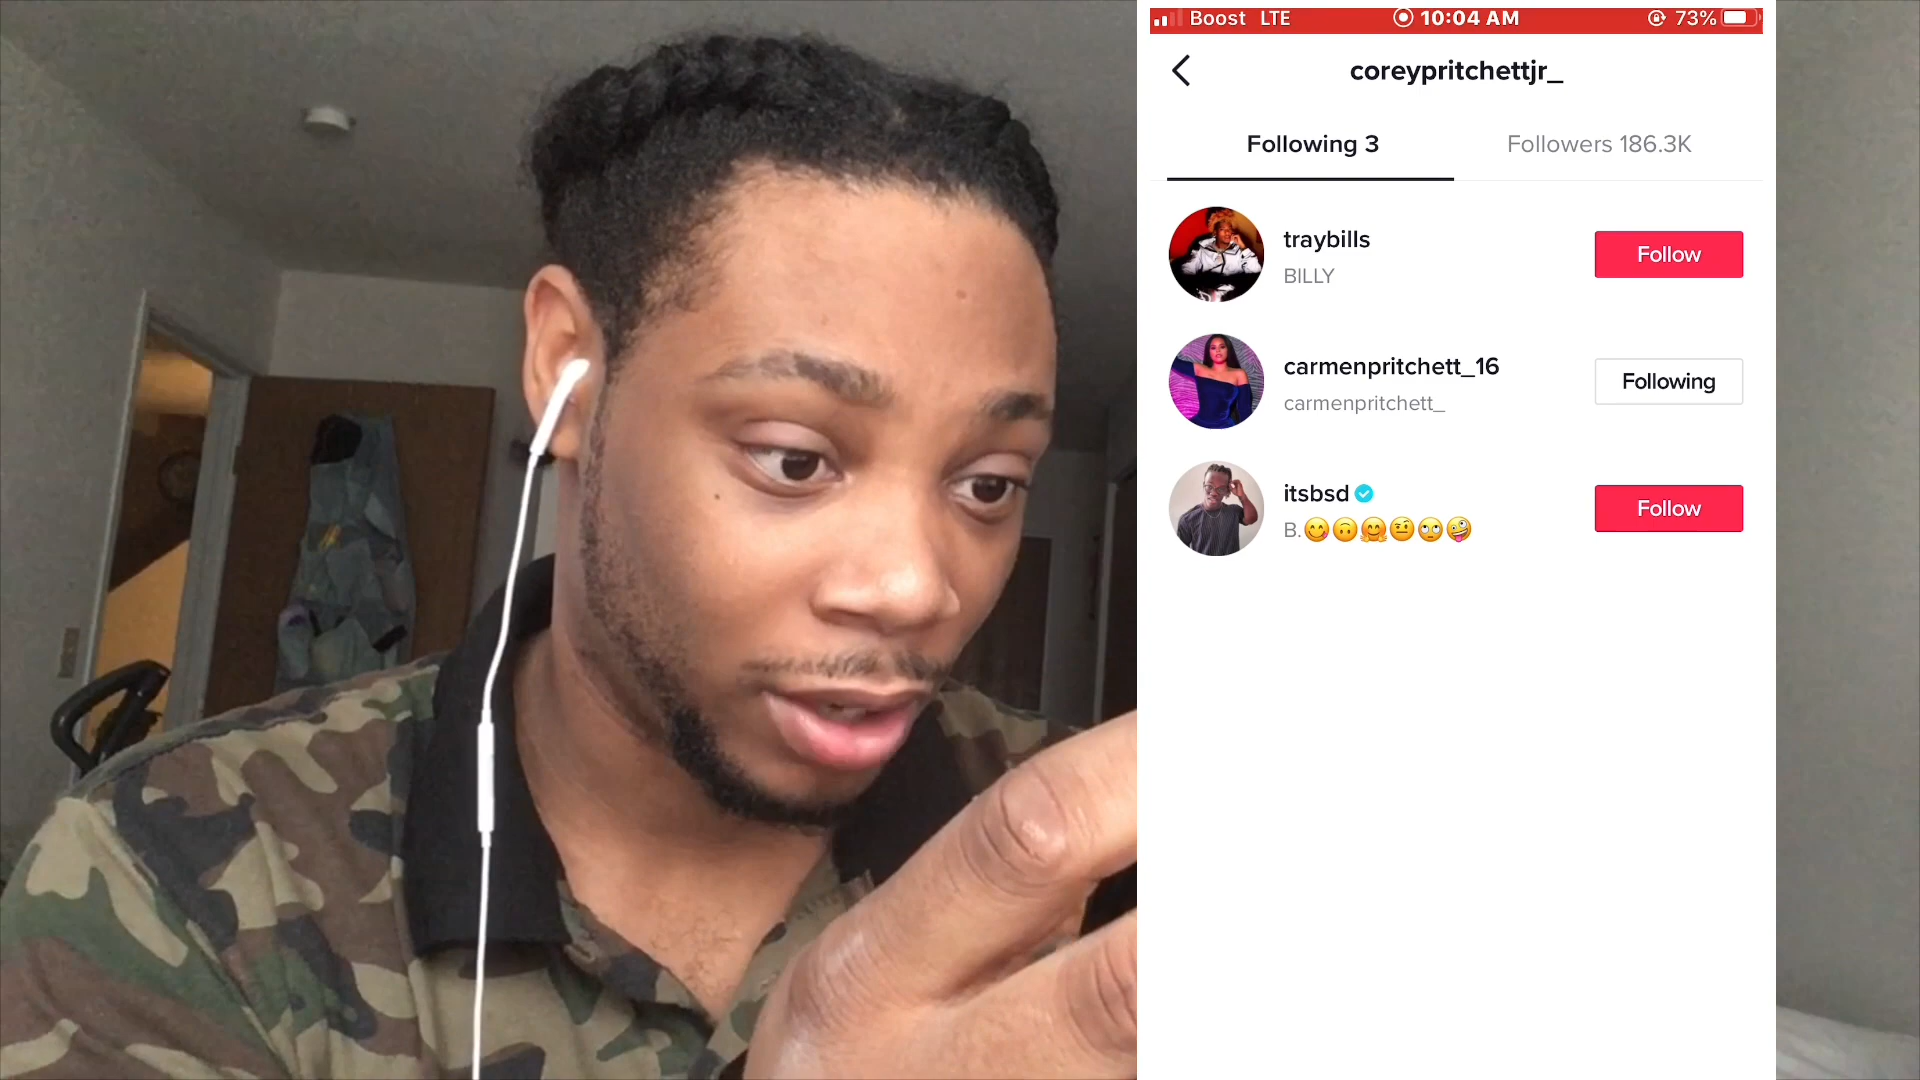 Boost LTE 10:04 AM 73%
coreypritchettjr_
Following 3 Followers 186.3K
traybills
BILLY
Follow
carmenpritchett_16
carmenpritchett_
Following
itsbsd
B.😋🙃🤗🤨🙄🤪
Follow